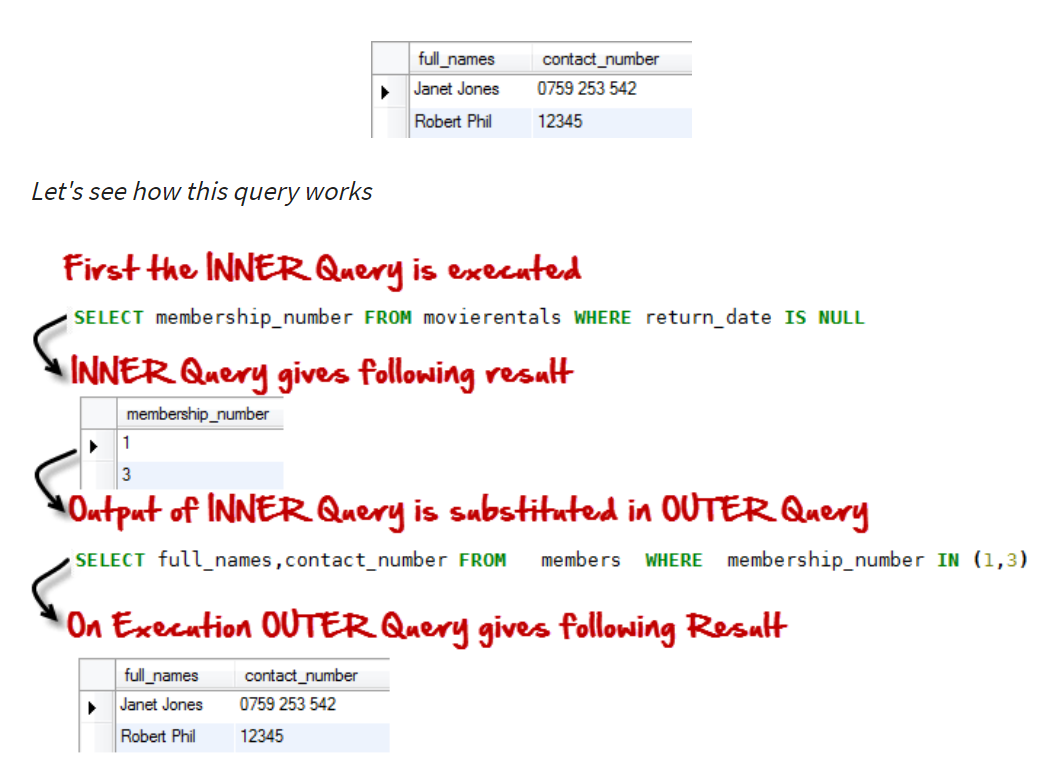 full_names contact_number
Janet Jones 0759 253 542
Robert Phil 12345
Let's see how this query works
First the INNER Query is executed
SELECT membership_number FROM movierentals WHERE return_date IS NULL
INNER Query gives following result
membership_number
1
3
Output of INNER Query is substituted in OUTER Query
SELECT full_names,contact_number FROM members WHERE membership_number IN (1,3)
On Execution OUTER Query gives following Result
full_names contact_number
Janet Jones 0759 253 542
Robert Phil 12345